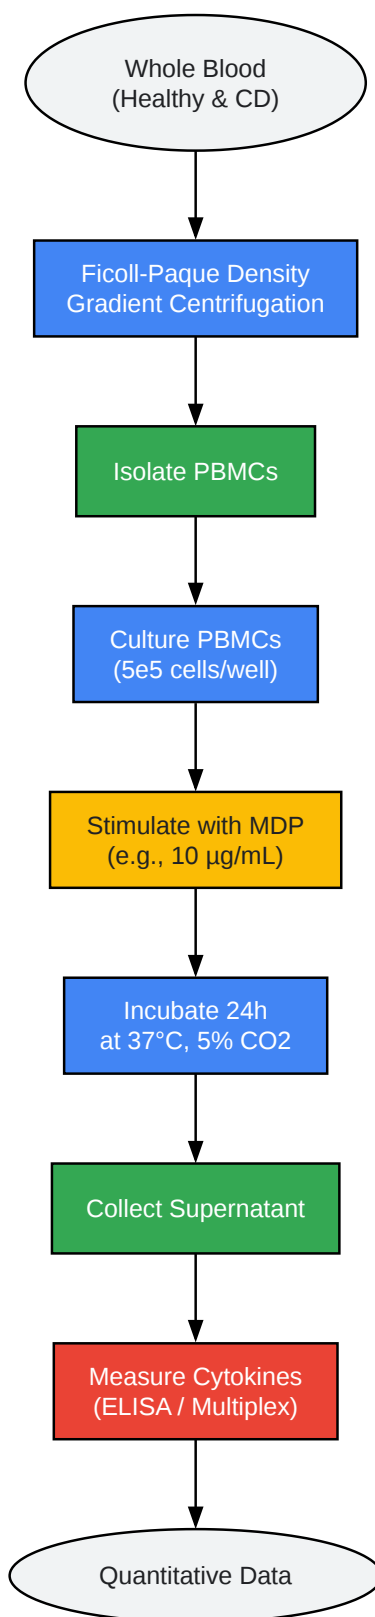 Whole Blood
(Healthy & CD)
Ficoll-Paque Density
Gradient Centrifugation
Isolate PBMCs
Culture PBMCs
(5e5 cells/well)
Stimulate with MDP
(e.g., 10 µg/mL)
Incubate 24h
at 37°C, 5% CO2
Collect Supernatant
Measure Cytokines
(ELISA / Multiplex)
Quantitative Data